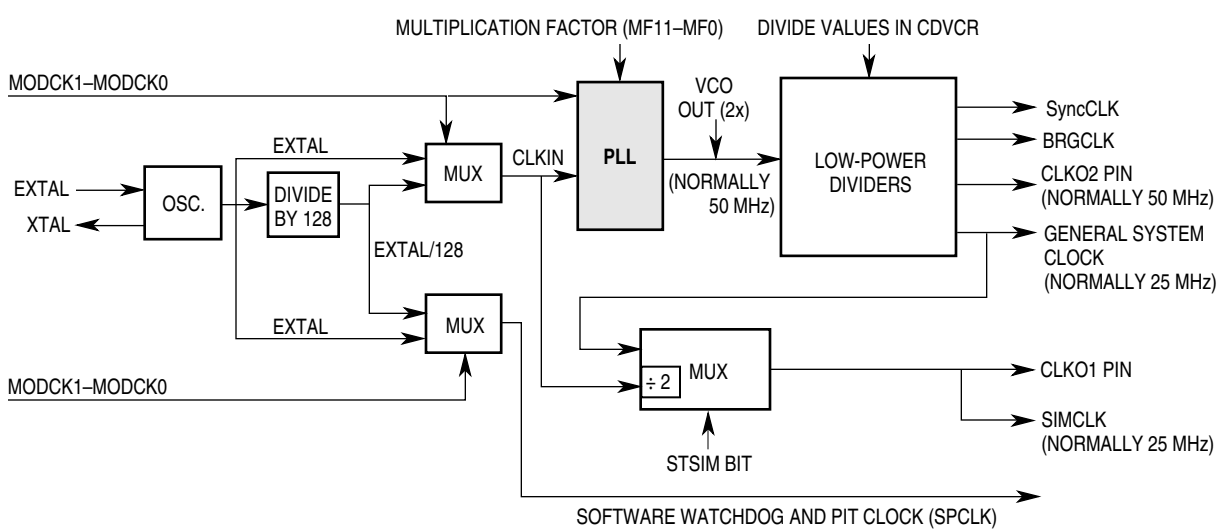 MULTIPLICATION FACTOR (MF11–MF0)
DIVIDE VALUES IN CDVCR
MODCK1–MODCK0
VCO
OUT (2x)
SyncCLK
BRGCLK
EXTAL
MUX
CLKIN
PLL
LOW-POWER
DIVIDERS
CLKO2 PIN
(NORMALLY 50 MHz)
EXTAL
XTAL
OSC.
DIVIDE
BY 128
(NORMALLY
50 MHz)
GENERAL SYSTEM
CLOCK
(NORMALLY 25 MHz)
EXTAL/128
EXTAL
MUX
MODCK1–MODCK0
÷ 2
MUX
CLKO1 PIN
SIMCLK
(NORMALLY 25 MHz)
STSIM BIT
SOFTWARE WATCHDOG AND PIT CLOCK (SPCLK)